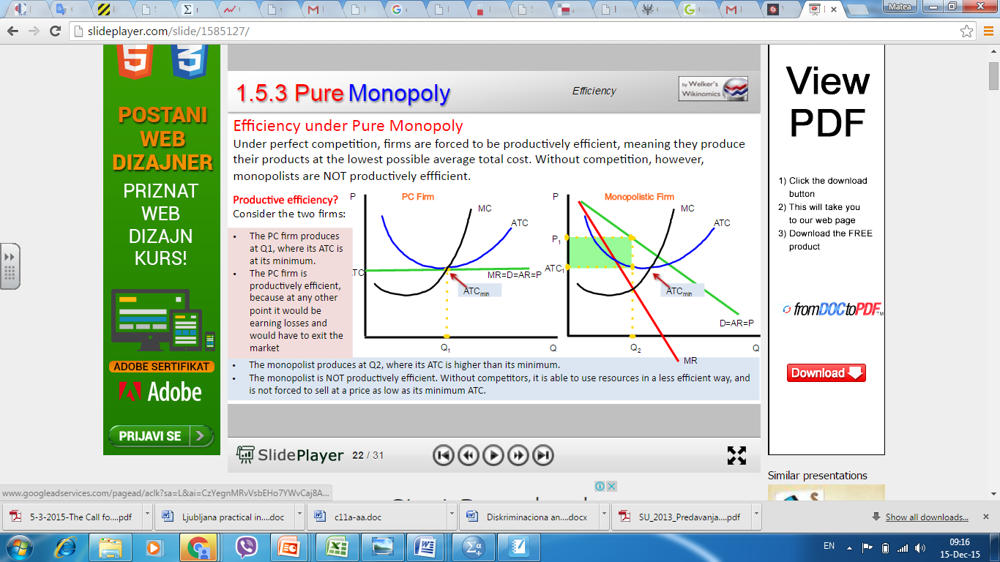 Matea
slideplayer.com/slide/1585127/
POSTANI
WEB
DIZAJNER
PRIZNAT
WEB
DIZAJN
KURS!
ADOBE SERTIFIKAT
Adobe
PRIJAVI SE
1.5.3 Pure Monopoly
Efficiency
by Welker's
Wikinomics
Efficiency under Pure Monopoly
Under perfect competition, firms are forced to be productively efficient, meaning they produce
their products at the lowest possible average total cost. Without competition, however,
monopolists are NOT productively effficient.
Productive efficiency?
Consider the two firms:
• The PC firm produces
at Q1, where its ATC is
at its minimum.
• The PC firm is
productively efficient,
because at any other
point it would be
earning losses and
would have to exit the
market
P
PC Firm
MC
ATC
TC
MR=D=AR=P
ATCmin
Q1
Q
P
Monopolistic Firm
MC
ATC
P1
ATC1
ATCmin
D=AR=P
Q2
Q
MR
• The monopolist produces at Q2, where its ATC is higher than its minimum.
• The monopolist is NOT productively efficient. Without competitors, it is able to use resources in a less efficient way, and
is not forced to sell at a price as low as its minimum ATC.
SlidePlayer 22 / 31
View
PDF
1) Click the download
button
2) This will take you
to our web page
3) Download the FREE
product
fromDOCtoPDF™
Download
Similar presentations
www.googleadservices.com/pagead/aclk?sa=L&ai=CzYegnMRvVsbEHo7YWvCaj8A...
5-3-2015-The Call fo....pdf
Ljubljana practical in....doc
c11a-aa.doc
Diskriminaciona an....docx
SU_2013_Predavanja....pdf
Show all downloads...
EN
09:16
15-Dec-15